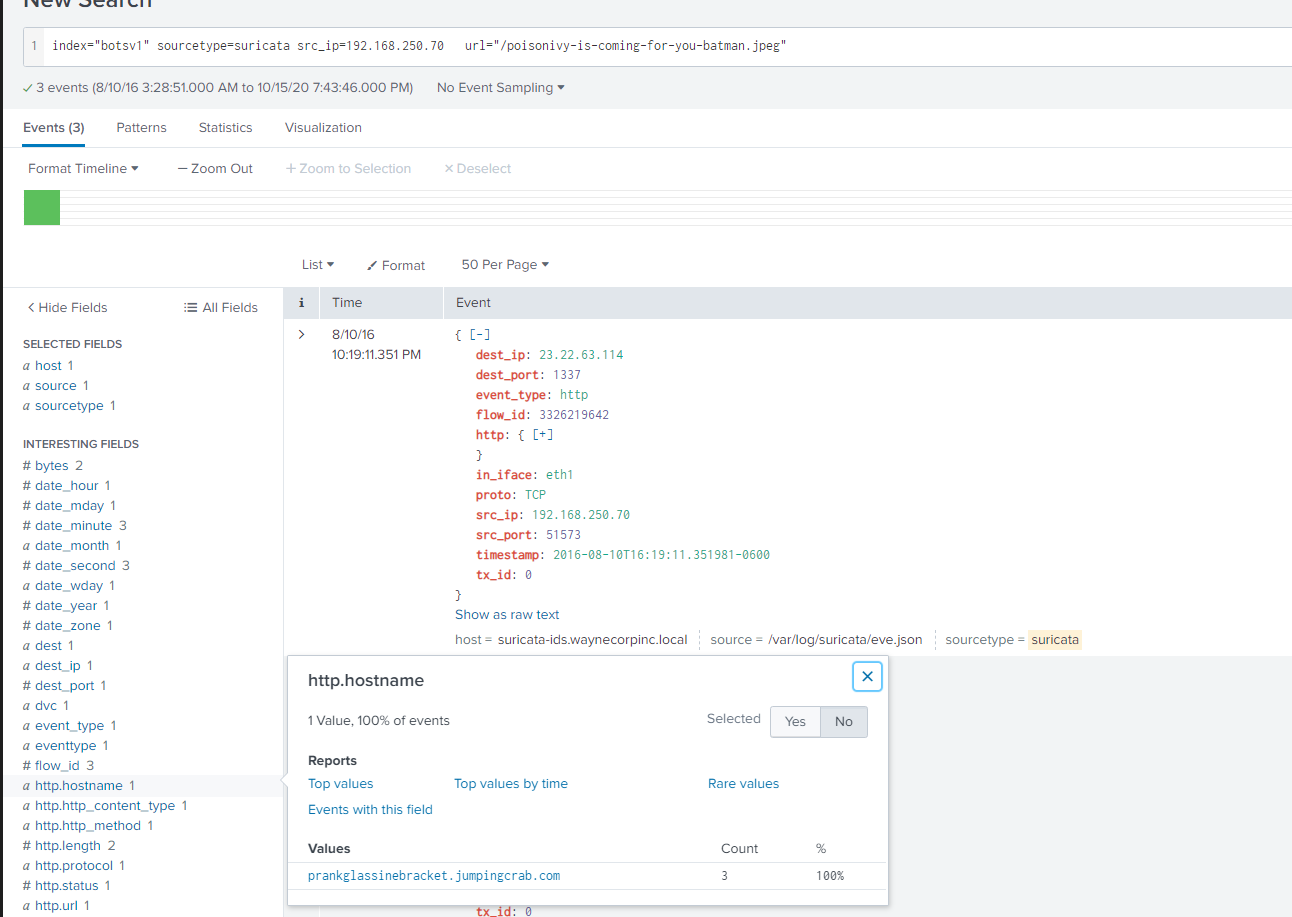 New Search
1 index="botsv1" sourcetype=suricata src_ip=192.168.250.70   url="/poisonivy-is-coming-for-you-batman.jpeg"
✓ 3 events (8/10/16 3:28:51.000 AM to 10/15/20 7:43:46.000 PM) No Event Sampling ▾
Events (3) Patterns Statistics Visualization
Format Timeline ▾ — Zoom Out + Zoom to Selection × Deselect
List ▾ Format 50 Per Page ▾
< Hide Fields All Fields
i Time Event
SELECTED FIELDS
a host 1
a source 1
a sourcetype 1
INTERESTING FIELDS
# bytes 2
# date_hour 1
# date_mday 1
# date_minute 3
a date_month 1
# date_second 3
a date_wday 1
# date_year 1
# date_zone 1
a dest 1
a dest_ip 1
# dest_port 1
a dvc 1
a event_type 1
a eventtype 1
# flow_id 3
a http.hostname 1
a http.http_content_type 1
a http.http_method 1
# http.length 2
a http.protocol 1
# http.status 1
a http.url 1
> 8/10/16
10:19:11.351 PM
{ [-]
dest_ip: 23.22.63.114
dest_port: 1337
event_type: http
flow_id: 3326219642
http: { [+]
}
in_iface: eth1
proto: TCP
src_ip: 192.168.250.70
src_port: 51573
timestamp: 2016-08-10T16:19:11.351981-0600
tx_id: 0
}
Show as raw text
host = suricata-ids.waynecorpinc.local source = /var/log/suricata/eve.json sourcetype = suricata
http.hostname ×
1 Value, 100% of events Selected Yes No
Reports
Top values Top values by time Rare values
Events with this field
Values Count %
prankglassinebracket.jumpingcrab.com 3 100%
tx_id: 0